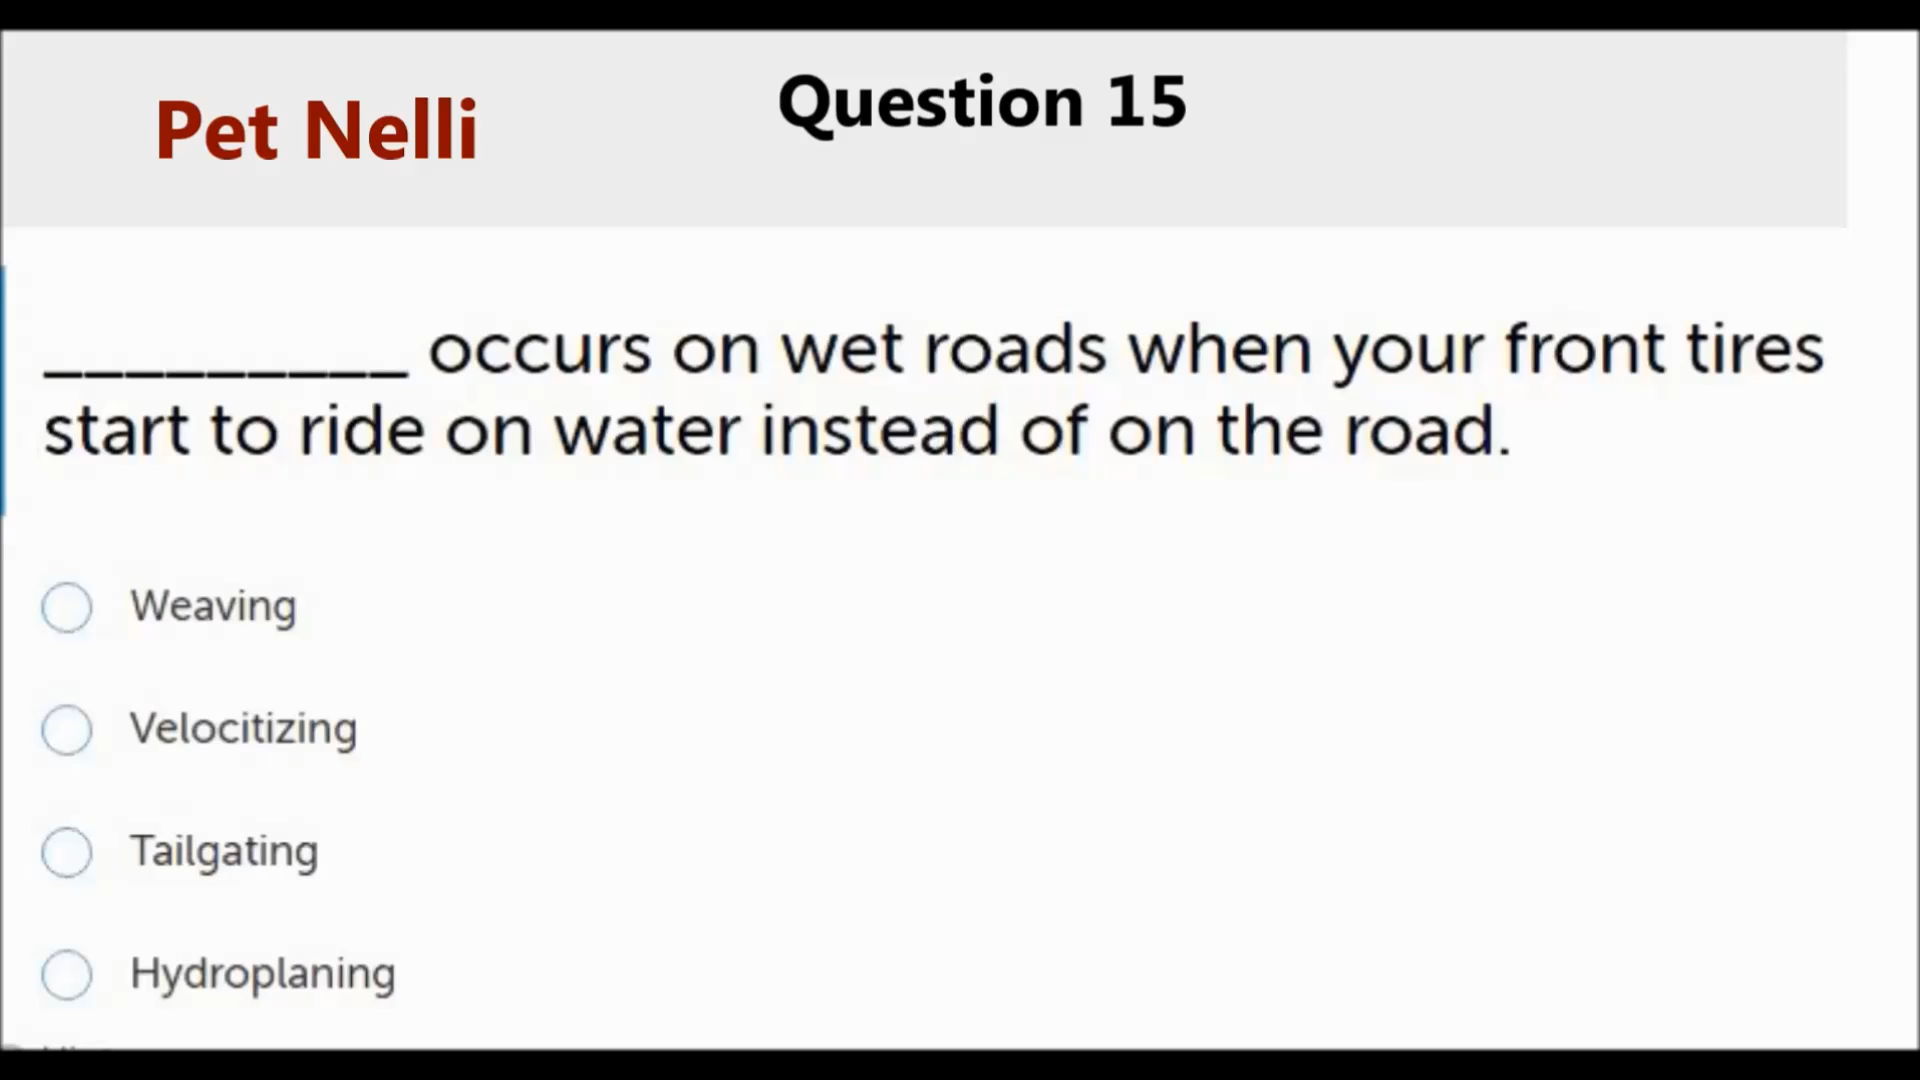 Pet Nelli
Question 15
_________ occurs on wet roads when your front tires
start to ride on water instead of on the road.
Weaving
Velocitizing
Tailgating
Hydroplaning